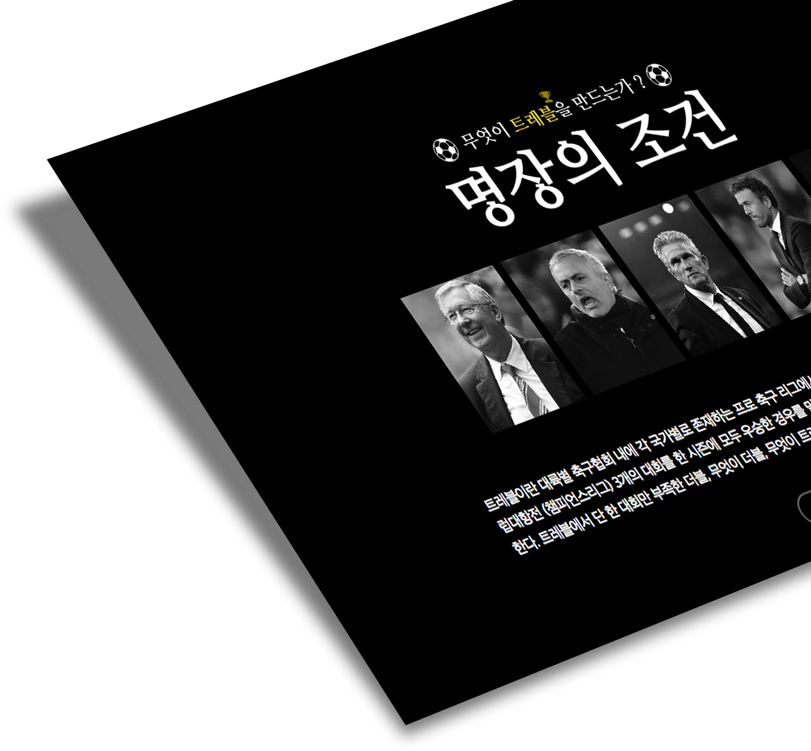 무엇이 트레블을 만드는가?
명장의 조건
트레블이란 대륙별 축구협회 내에 각 국가별로 존재하는 프로 축구 리그에서
럽대항전 (챔피언스리그) 3개의 대회를 한 시즌에 모두 우승한 경우를
한다. 트레블에서 단 한 대회만 부족한 더블, 무엇이 더블, 무엇이